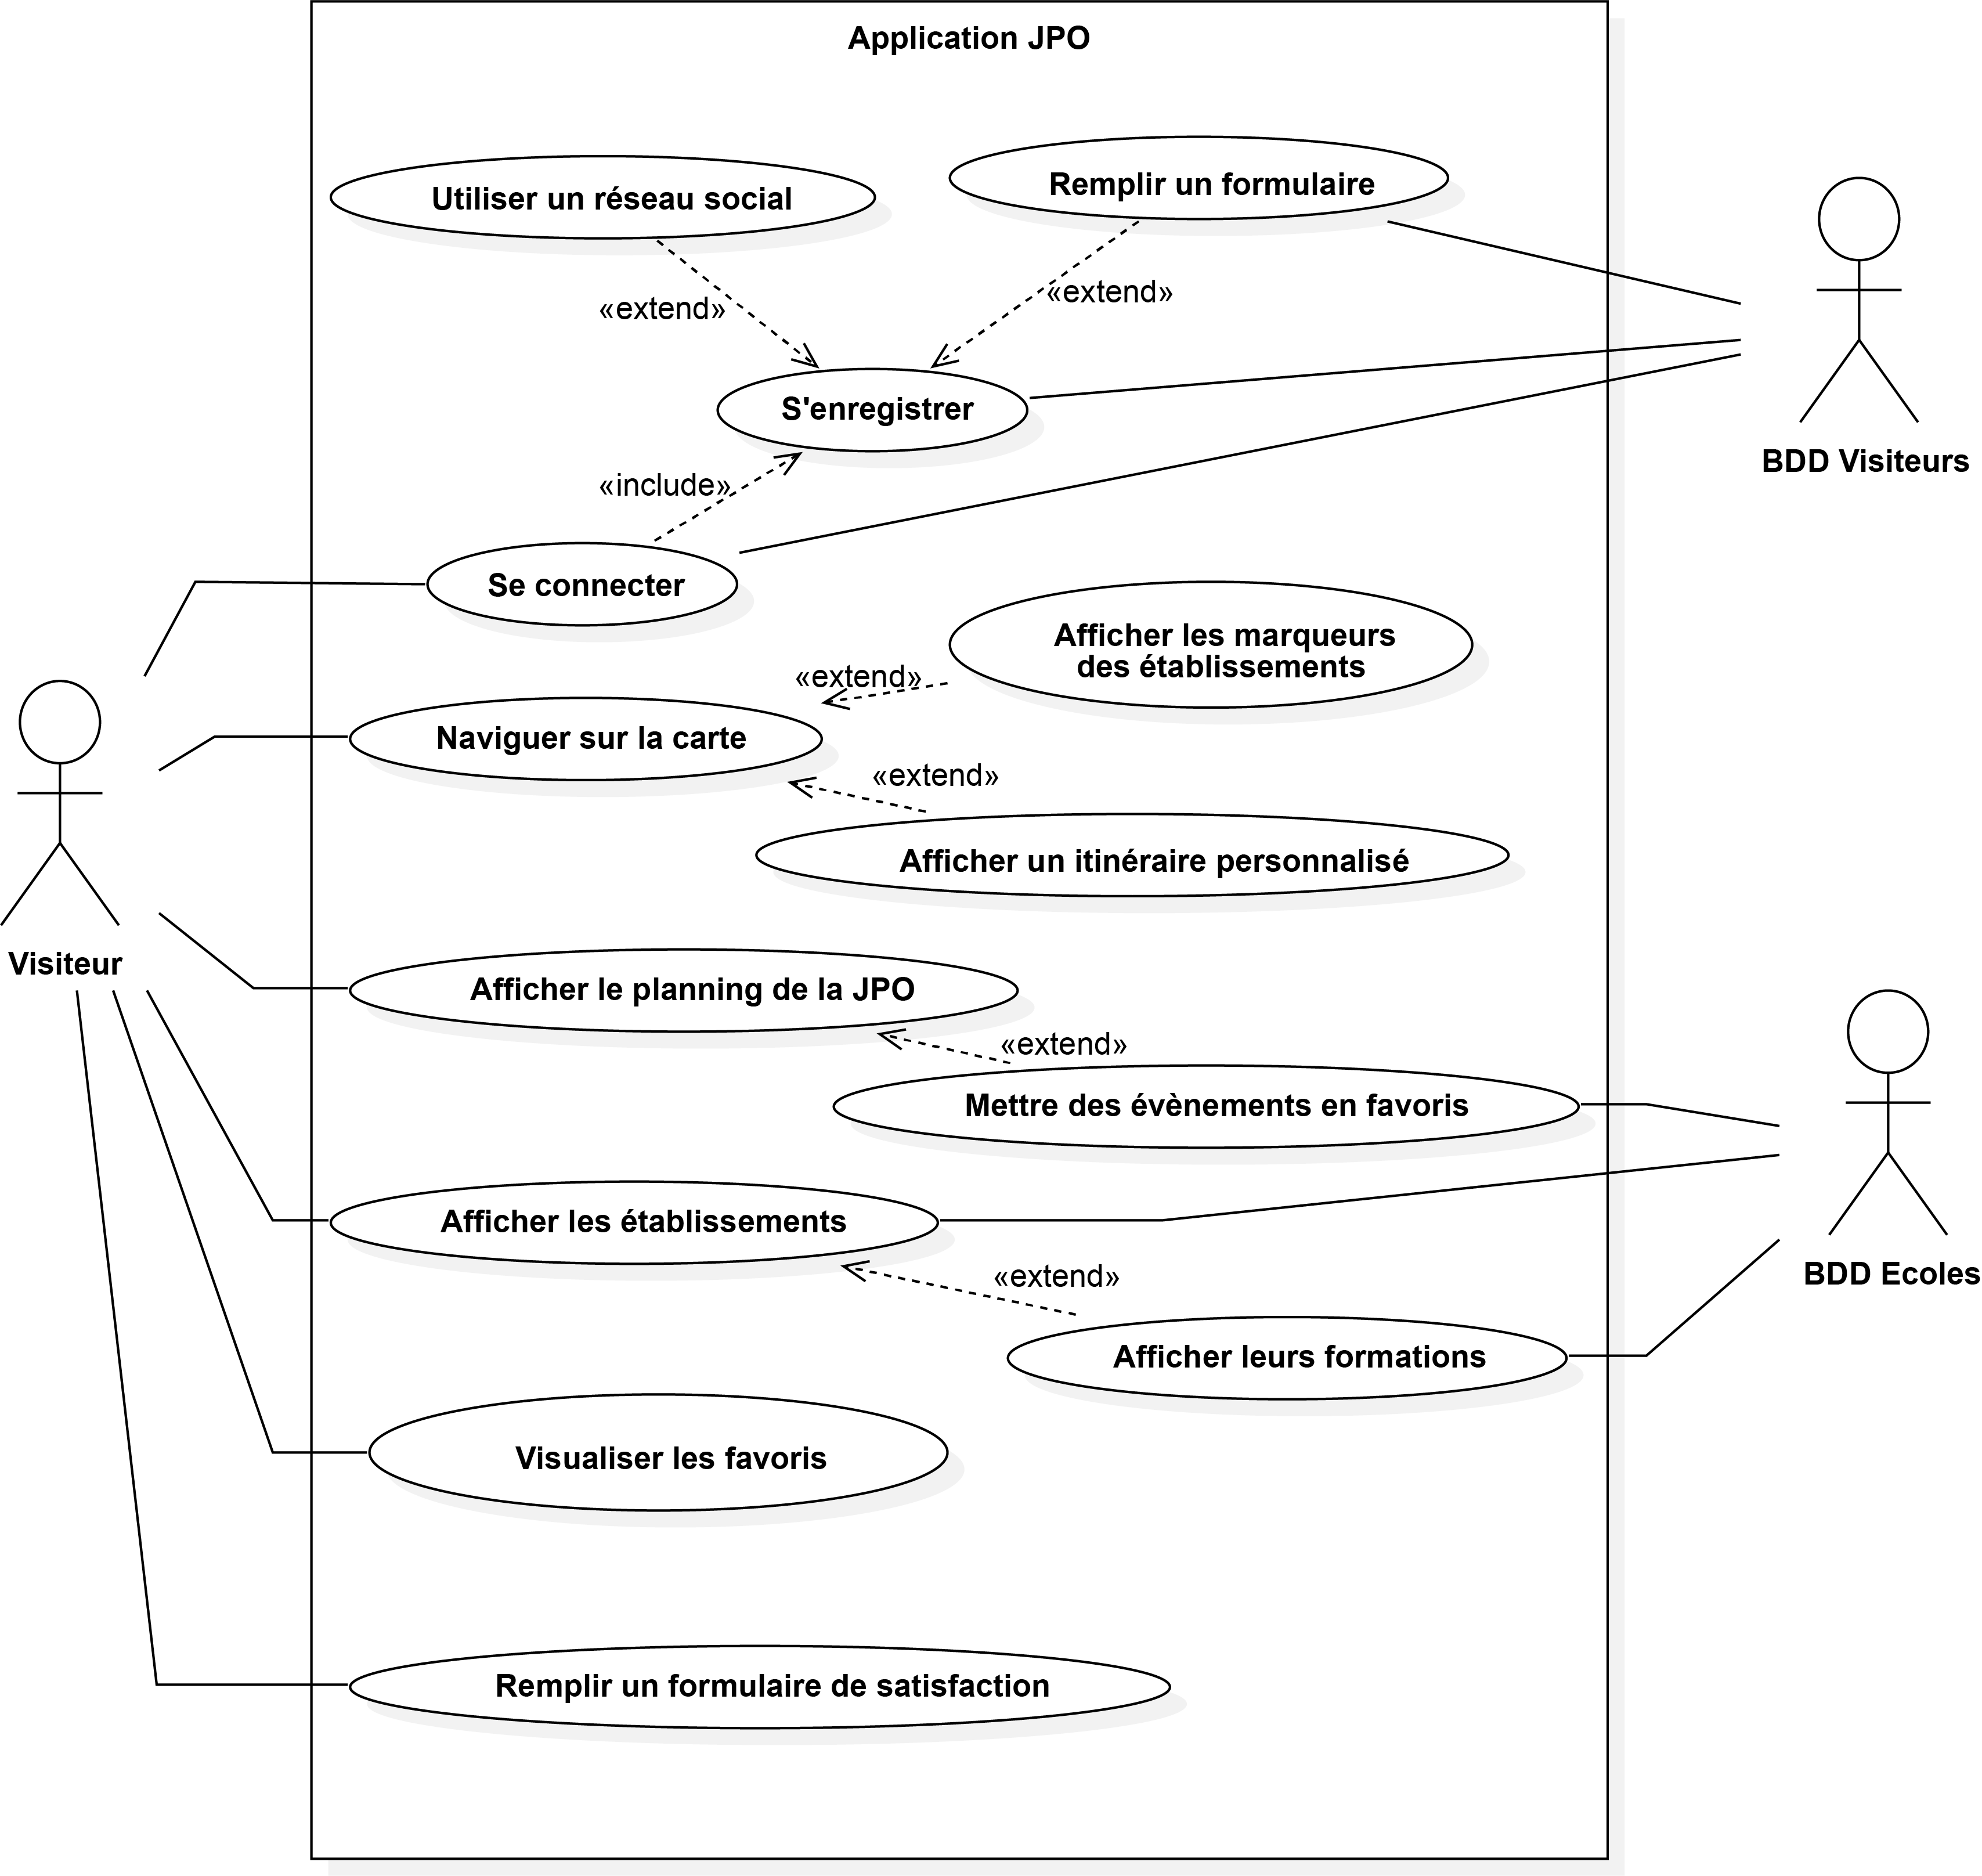 Application JPO
Utiliser un réseau social
Remplir un formulaire
«extend»
«extend»
S'enregistrer
BDD Visiteurs
«include»
Se connecter
Afficher les marqueurs
des établissements
«extend»
Naviguer sur la carte
«extend»
Afficher un itinéraire personnalisé
Visiteur
Afficher le planning de la JPO
«extend»
Mettre des évènements en favoris
Afficher les établissements
«extend»
BDD Ecoles
Afficher leurs formations
Visualiser les favoris
Remplir un formulaire de satisfaction